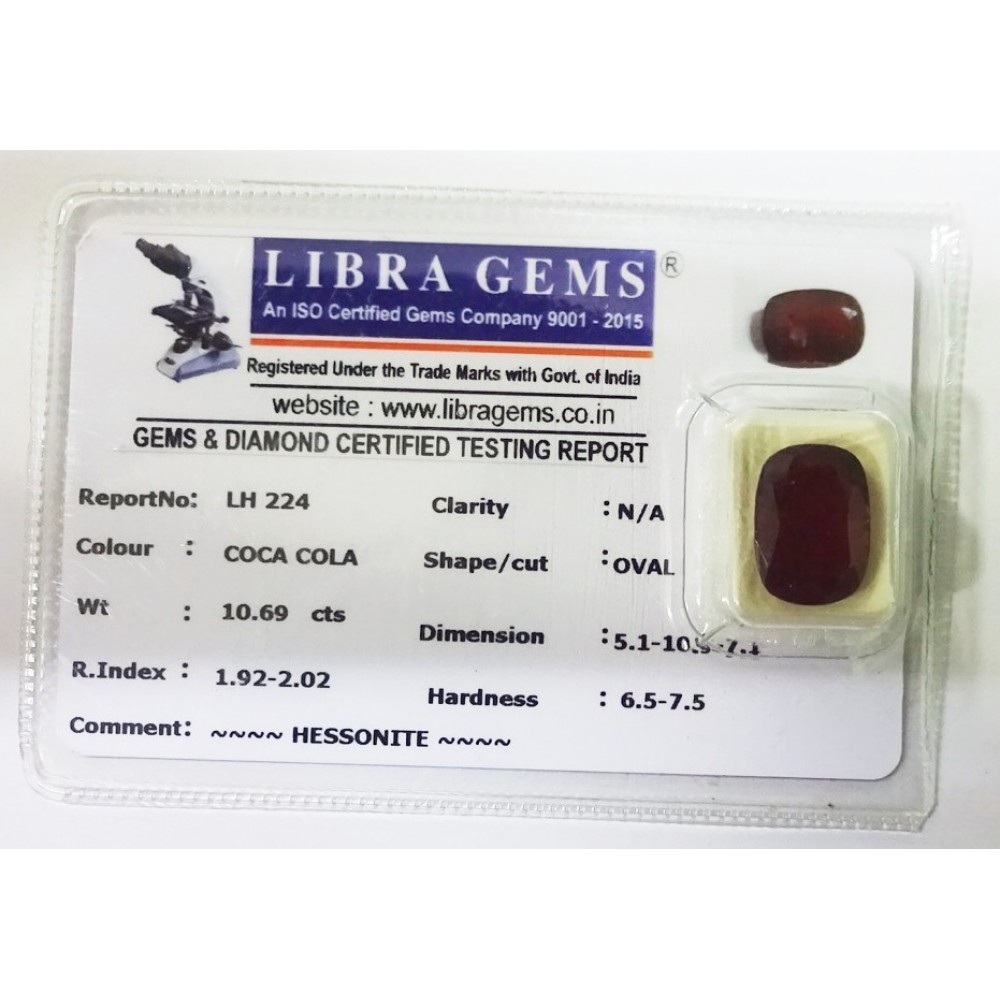 LIBRA GEMS ®
An ISO Certified Gems Company 9001 - 2015
Registered Under the Trade Marks with Govt. of India
website : www.libragems.co.in
GEMS & DIAMOND CERTIFIED TESTING REPORT
ReportNo: LH 224
Colour : COCA COLA
Wt : 10.69 cts
R.Index : 1.92-2.02
Clarity : N/A
Shape/cut : OVAL
Dimension
Hardness : 6.5-7.5
Comment: ~~~~ HESSONITE ~~~~